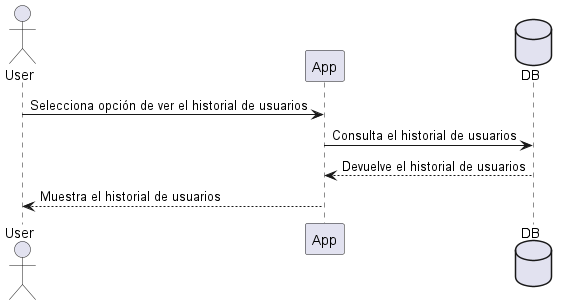 User
App
DB
Selecciona opción de ver el historial de usuarios
Consulta el historial de usuarios
Devuelve el historial de usuarios
Muestra el historial de usuarios
User
App
DB